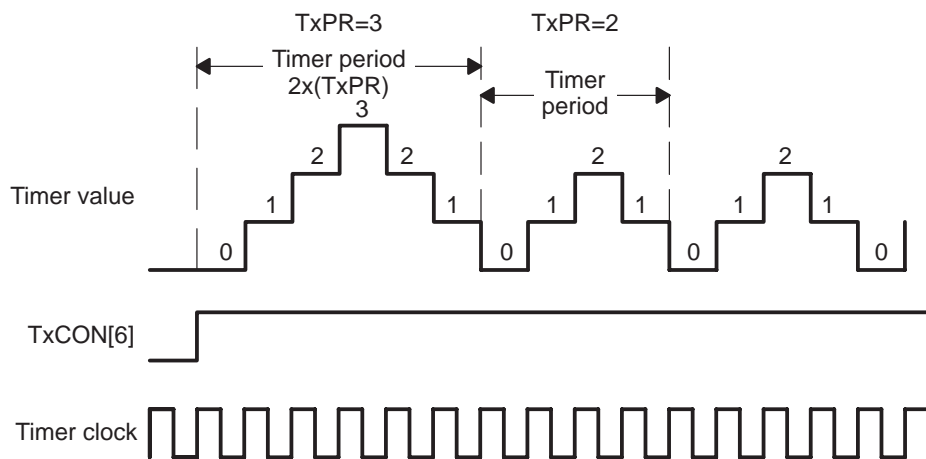 TxPR=3 TxPR=2
Timer period
2x(TxPR)
Timer
period
3
2 2 2 2
Timer value
1 1 1 1 1 1
0 0 0 0
TxCON[6]
Timer clock